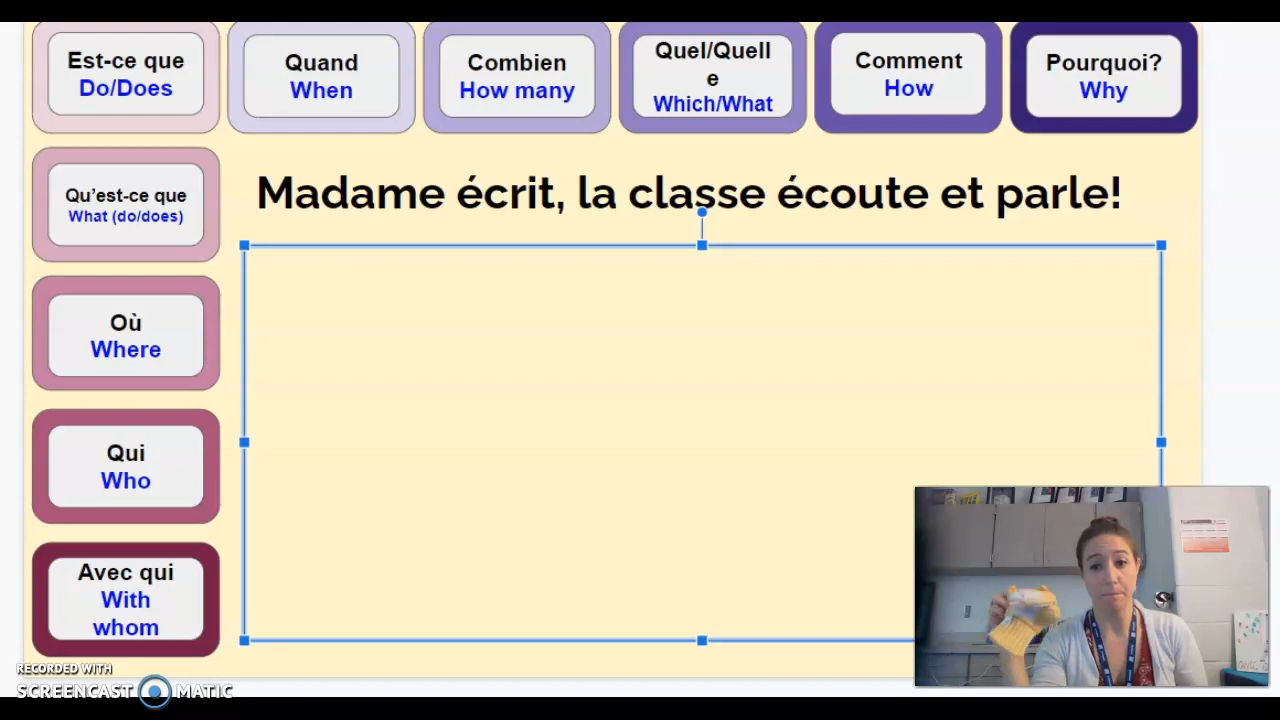 Est-ce que
Do/Does
Quand
When
Combien
How many
Quel/Quell
e
Which/What
Comment
How
Pourquoi?
Why
Qu'est-ce que
What (do/does)
Madame écrit, la classe écoute et parle!
Où
Where
Qui
Who
Avec qui
With
whom
RECORDED WITH
SCREENCAST MATIC